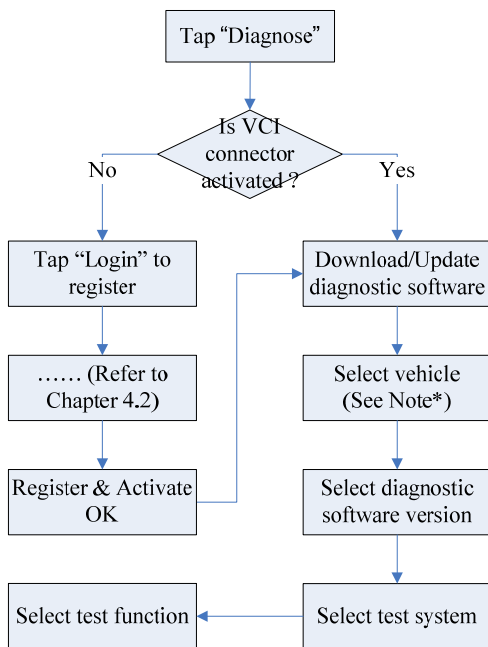 Tap “Diagnose”
Is VCI
connector
activated ?
No
Yes
Tap “Login” to
register
Download/Update
diagnostic software
…… (Refer to
Chapter 4.2)
Select vehicle
(See Note*)
Register & Activate
OK
Select diagnostic
software version
Select test function
Select test system